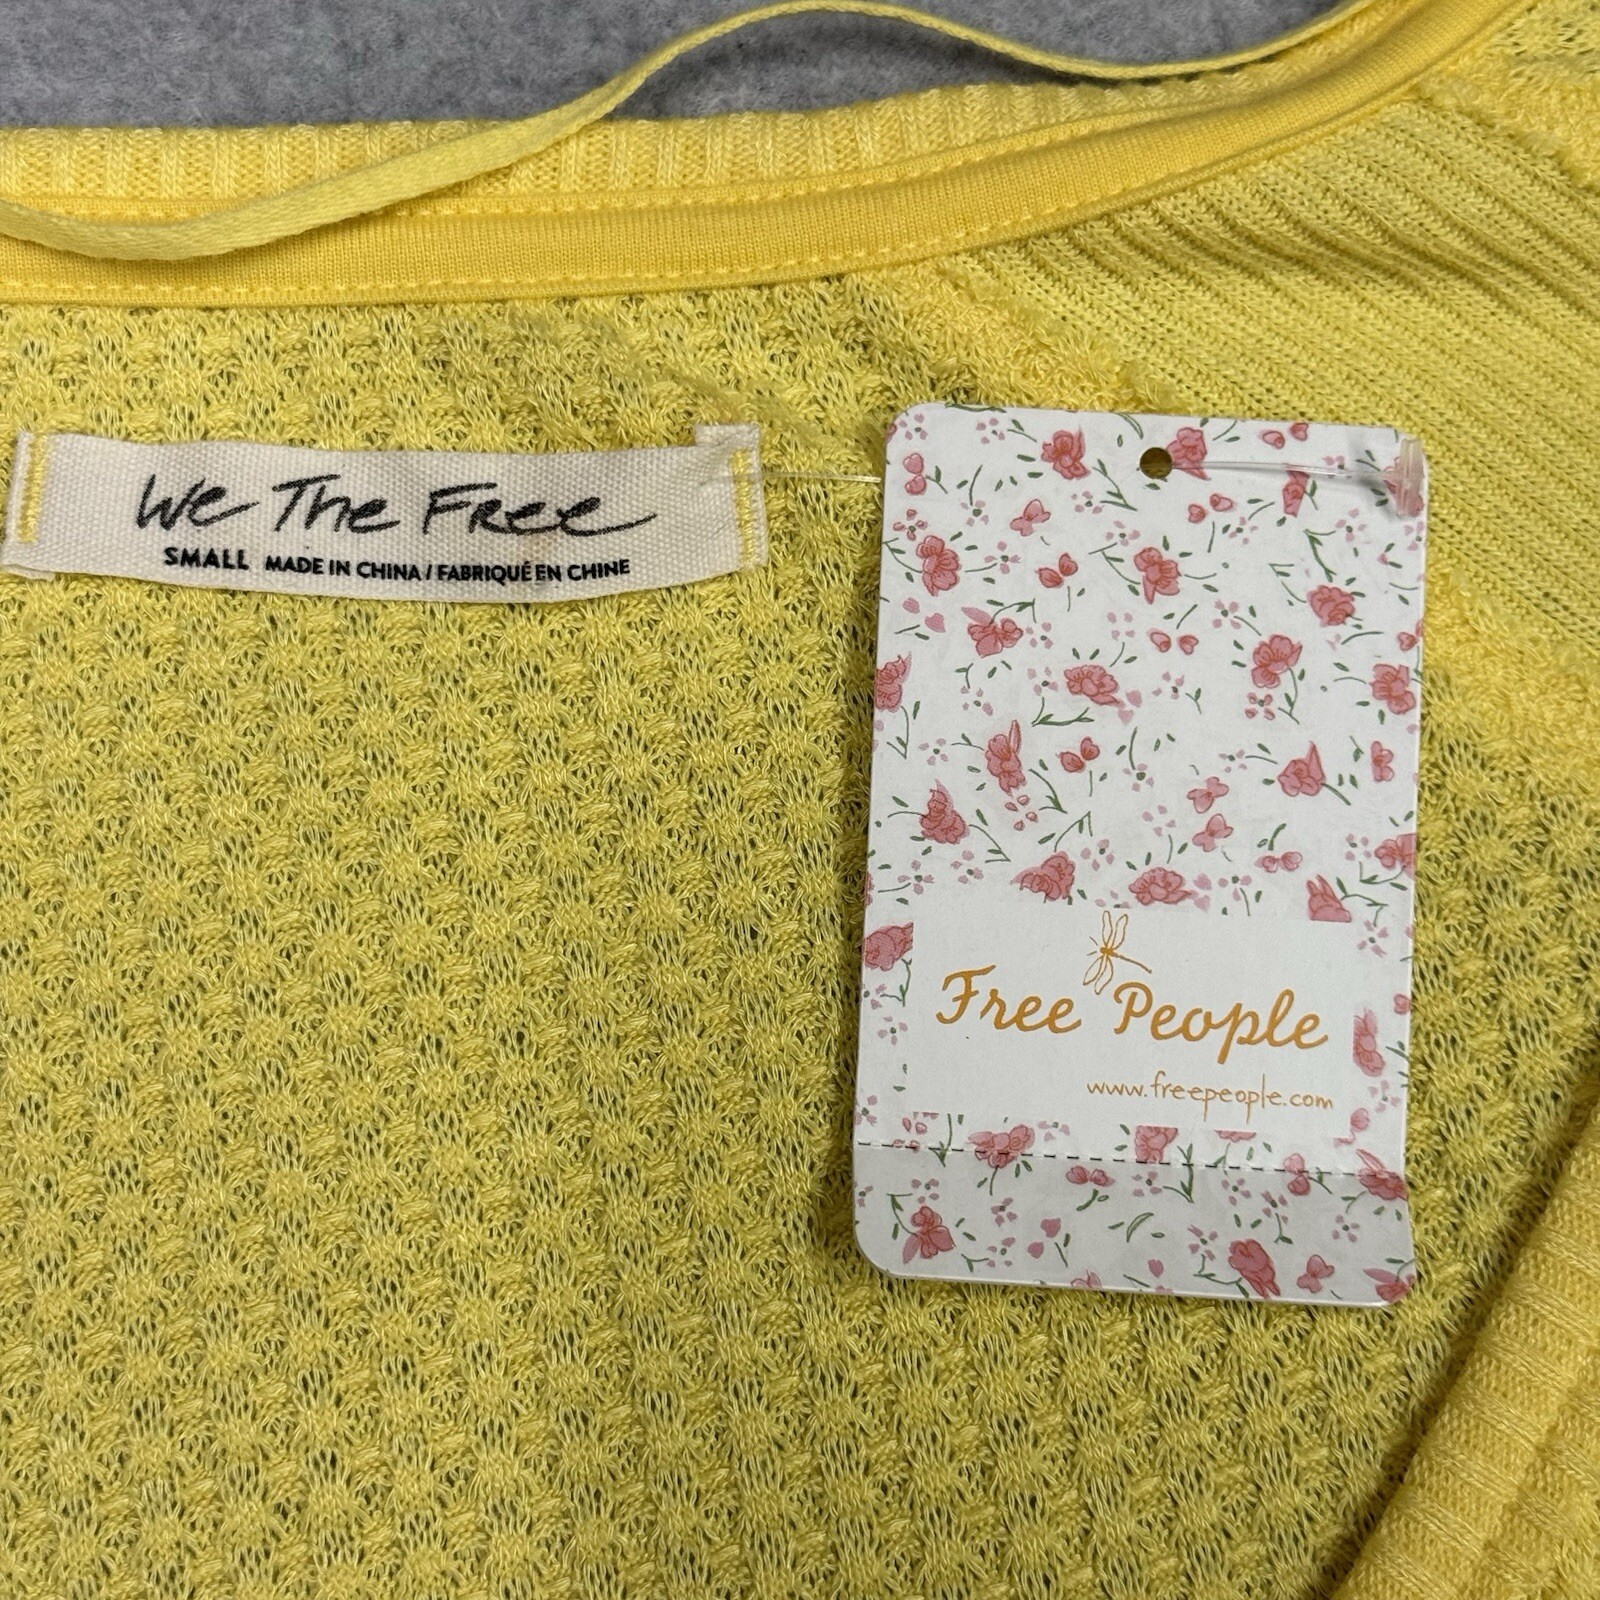 We The Free
SMALL MADE IN CHINA / FABRIQUÉ EN CHINE
Free People
www.freepeople.com